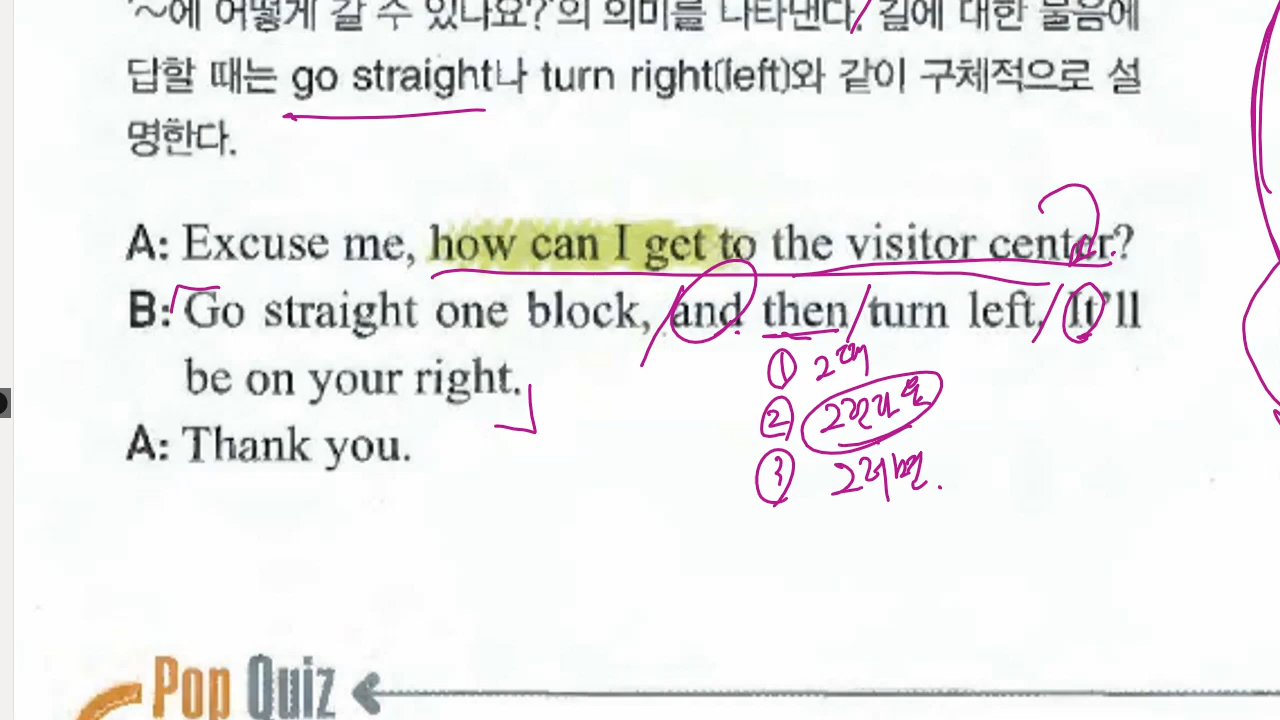 '~에 어떻게 갈 수 있나요?'의 의미를 나타낸다. 길에 대한 물음에
답할 때는 go straight나 turn right(left)와 같이 구체적으로 설
명한다.
A: Excuse me, how can I get to the visitor center?
B: Go straight one block, and then turn left. It'll
be on your right.
① 그때
② 그런다음
A: Thank you.
③ 그러면.
Pop Quiz